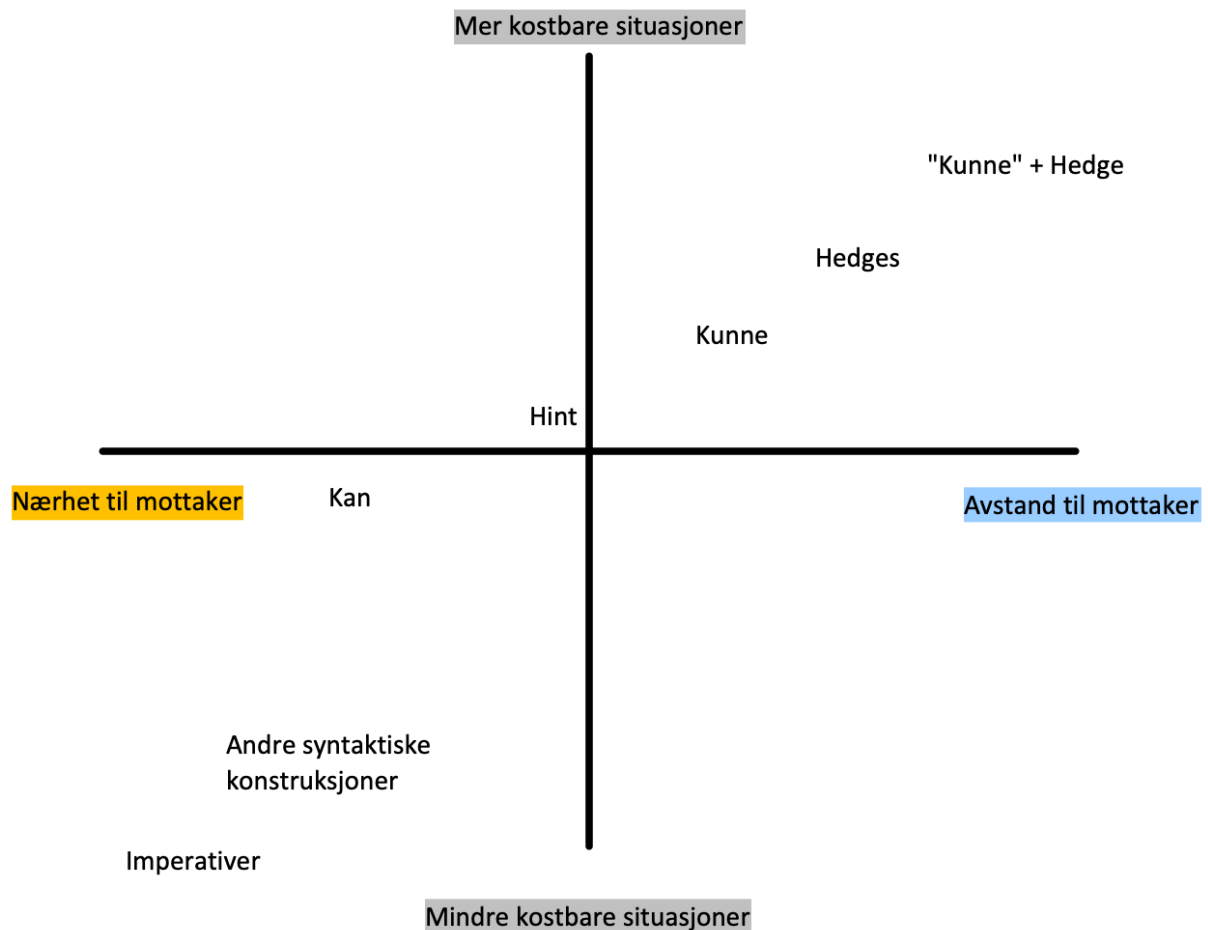 Mer kostbare situasjoner
"Kunne" + Hedge
Hedges
Kunne
Hint
Nærhet til mottaker
Kan
Avstand til mottaker
Andre syntaktiske
konstruksjoner
Imperativer
Mindre kostbare situasjoner